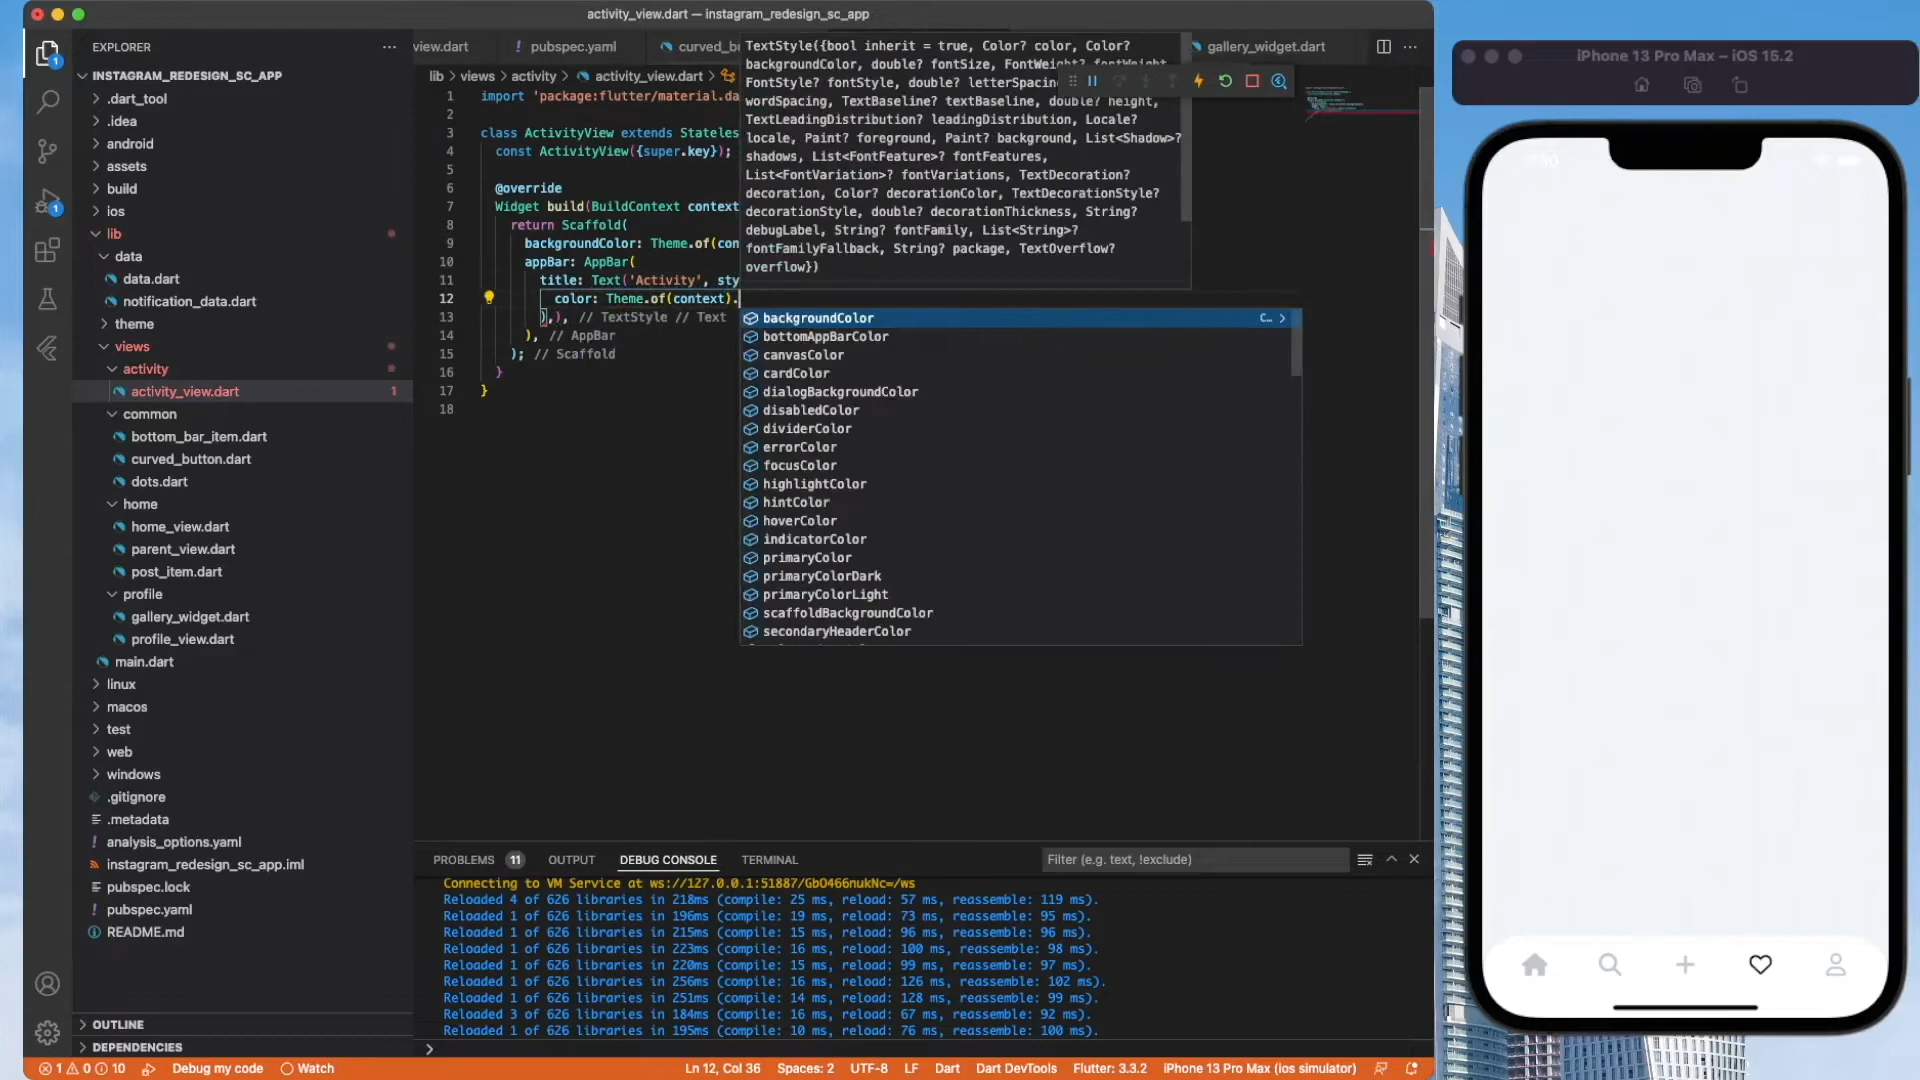 activity_view.dart — instagram_redesign_sc_app
EXPLORER
INSTAGRAM_REDESIGN_SC_APP
.dart_tool
.idea
android
assets
build
ios
lib
data
data.dart
notification_data.dart
theme
views
activity
activity_view.dart 1
common
bottom_bar_item.dart
curved_button.dart
dots.dart
home
home_view.dart
parent_view.dart
post_item.dart
profile
gallery_widget.dart
profile_view.dart
main.dart
linux
macos
test
web
windows
.gitignore
.metadata
analysis_options.yaml
instagram_redesign_sc_app.iml
pubspec.lock
pubspec.yaml
README.md
OUTLINE
DEPENDENCIES
view.dart ! pubspec.yaml curved_bu gallery_widget.dart
lib > views > activity > activity_view.dart >
1 import 'package:flutter/material.da
2
3 class ActivityView extends Stateles
4 const ActivityView({super.key});
5
6 @override
7 Widget build(BuildContext context
8 return Scaffold(
9 backgroundColor: Theme.of(con
10 appBar: AppBar(
11 title: Text('Activity', sty
12 color: Theme.of(context).
13 ),), // TextStyle // Text
14 ), // AppBar
15 ); // Scaffold
16 }
17 }
18
TextStyle({bool inherit = true, Color? color, Color?
backgroundColor, double? fontSize, FontWeight? fontWeight,
FontStyle? fontStyle, double? letterSpacin
wordSpacing, TextBaseline? textBaseline, double? height,
TextLeadingDistribution? leadingDistribution, Locale?
locale, Paint? foreground, Paint? background, List<Shadow>?
shadows, List<FontFeature>? fontFeatures,
List<FontVariation>? fontVariations, TextDecoration?
decoration, Color? decorationColor, TextDecorationStyle?
decorationStyle, double? decorationThickness, String?
debugLabel, String? fontFamily, List<String>?
fontFamilyFallback, String? package, TextOverflow?
overflow})
backgroundColor C… >
bottomAppBarColor
canvasColor
cardColor
dialogBackgroundColor
disabledColor
dividerColor
errorColor
focusColor
highlightColor
hintColor
hoverColor
indicatorColor
primaryColor
primaryColorDark
primaryColorLight
scaffoldBackgroundColor
secondaryHeaderColor
PROBLEMS 11 OUTPUT DEBUG CONSOLE TERMINAL Filter (e.g. text, !exclude)
Connecting to VM Service at ws://127.0.0.1:51887/GbO466nukNc=/ws
Reloaded 4 of 626 libraries in 218ms (compile: 25 ms, reload: 57 ms, reassemble: 119 ms).
Reloaded 1 of 626 libraries in 196ms (compile: 19 ms, reload: 73 ms, reassemble: 95 ms).
Reloaded 1 of 626 libraries in 215ms (compile: 15 ms, reload: 96 ms, reassemble: 96 ms).
Reloaded 1 of 626 libraries in 223ms (compile: 16 ms, reload: 100 ms, reassemble: 98 ms).
Reloaded 1 of 626 libraries in 220ms (compile: 15 ms, reload: 99 ms, reassemble: 97 ms).
Reloaded 1 of 626 libraries in 256ms (compile: 16 ms, reload: 126 ms, reassemble: 102 ms).
Reloaded 1 of 626 libraries in 251ms (compile: 14 ms, reload: 128 ms, reassemble: 99 ms).
Reloaded 3 of 626 libraries in 184ms (compile: 16 ms, reload: 67 ms, reassemble: 92 ms).
Reloaded 1 of 626 libraries in 195ms (compile: 10 ms, reload: 76 ms, reassemble: 100 ms).
1 0 10 Debug my code Watch Ln 12, Col 36 Spaces: 2 UTF-8 LF Dart Dart DevTools Flutter: 3.3.2 iPhone 13 Pro Max (ios simulator)
iPhone 13 Pro Max – iOS 15.2